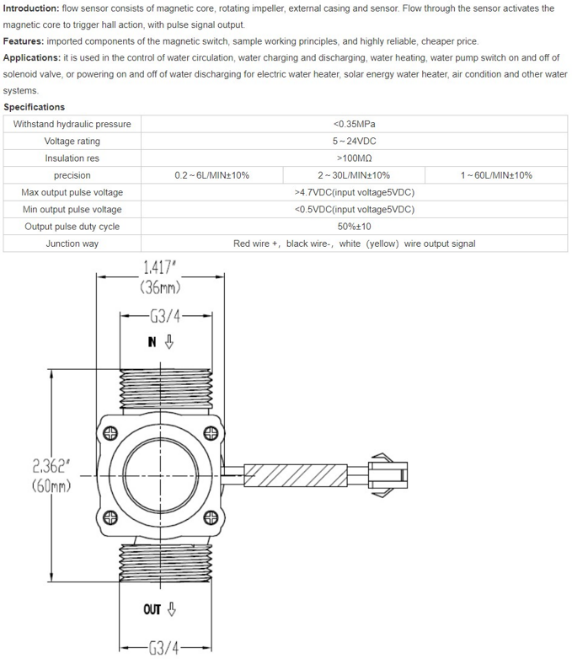 Introduction: flow sensor consists of magnetic core, rotating impeller, external casing and sensor. Flow through the sensor activates the
magnetic core to trigger hall action, with pulse signal output.
Features: imported components of the magnetic switch, sample working principles, and highly reliable, cheaper price.
Applications: it is used in the control of water circulation, water charging and discharging, water heating, water pump switch on and off of
solenoid valve, or powering on and off of water discharging for electric water heater, solar energy water heater, air condition and other water
systems.
Specifications
Withstand hydraulic pressure <0.35MPa
Voltage rating 5~24VDC
Insulation res >100MΩ
precision 0.2~6L/MIN±10% 2~30L/MIN±10% 1~60L/MIN±10%
Max output pulse voltage >4.7VDC(input voltage5VDC)
Min output pulse voltage <0.5VDC(input voltage5VDC)
Output pulse duty cycle 50%±10
Junction way Red wire +, black wire-, white (yellow) wire output signal
1.417"
(36mm)
G3/4
IN
2.362"
(60mm)
OUT
G3/4